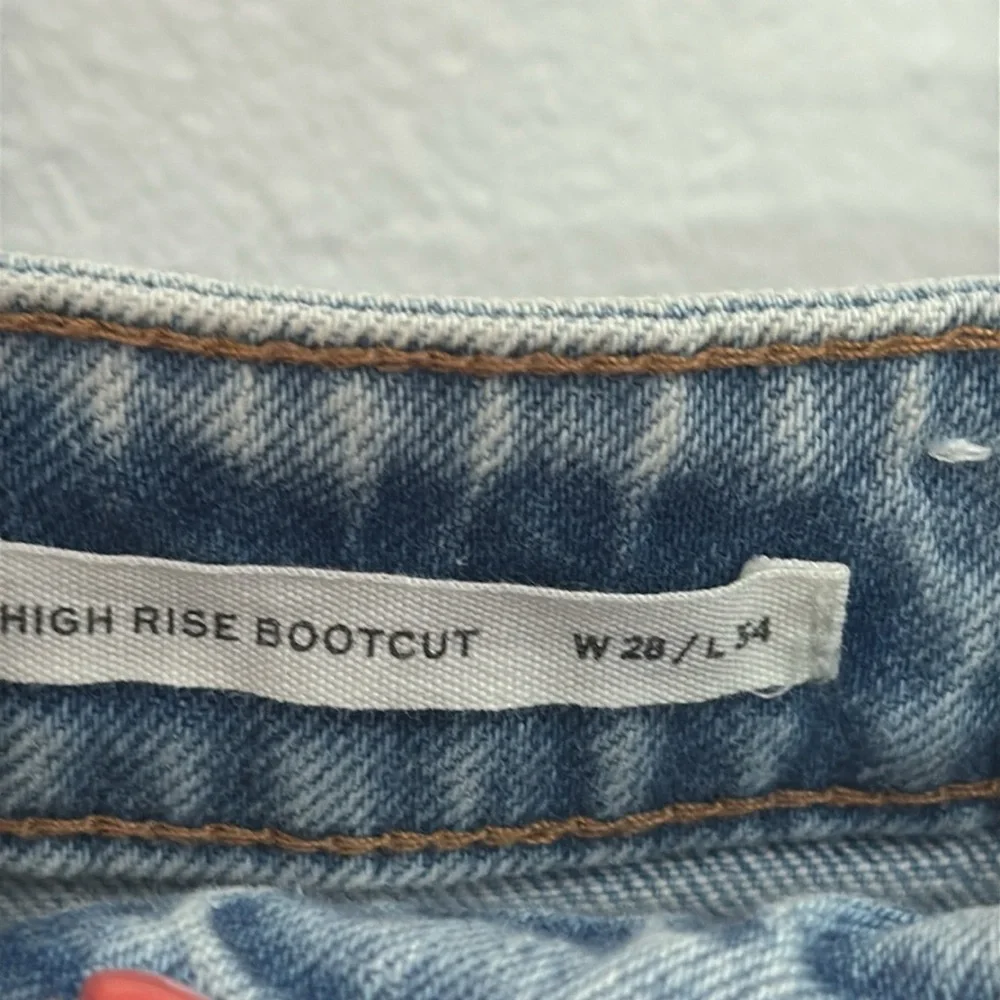 HIGH RISE BOOTCUT W 28 / L 34